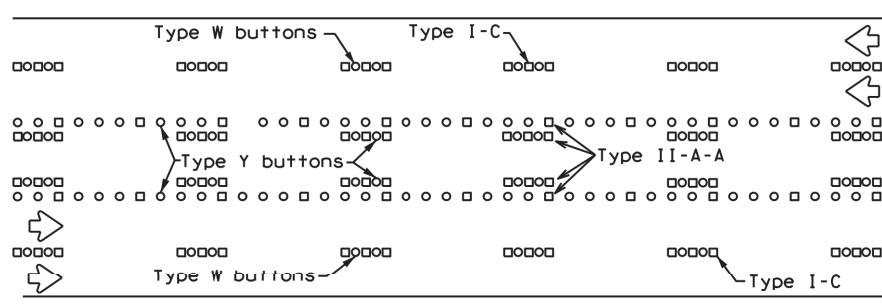 Type W buttons
Type I-C
Type Y buttons
Type II-A-A
Type W buttons
Type I-C